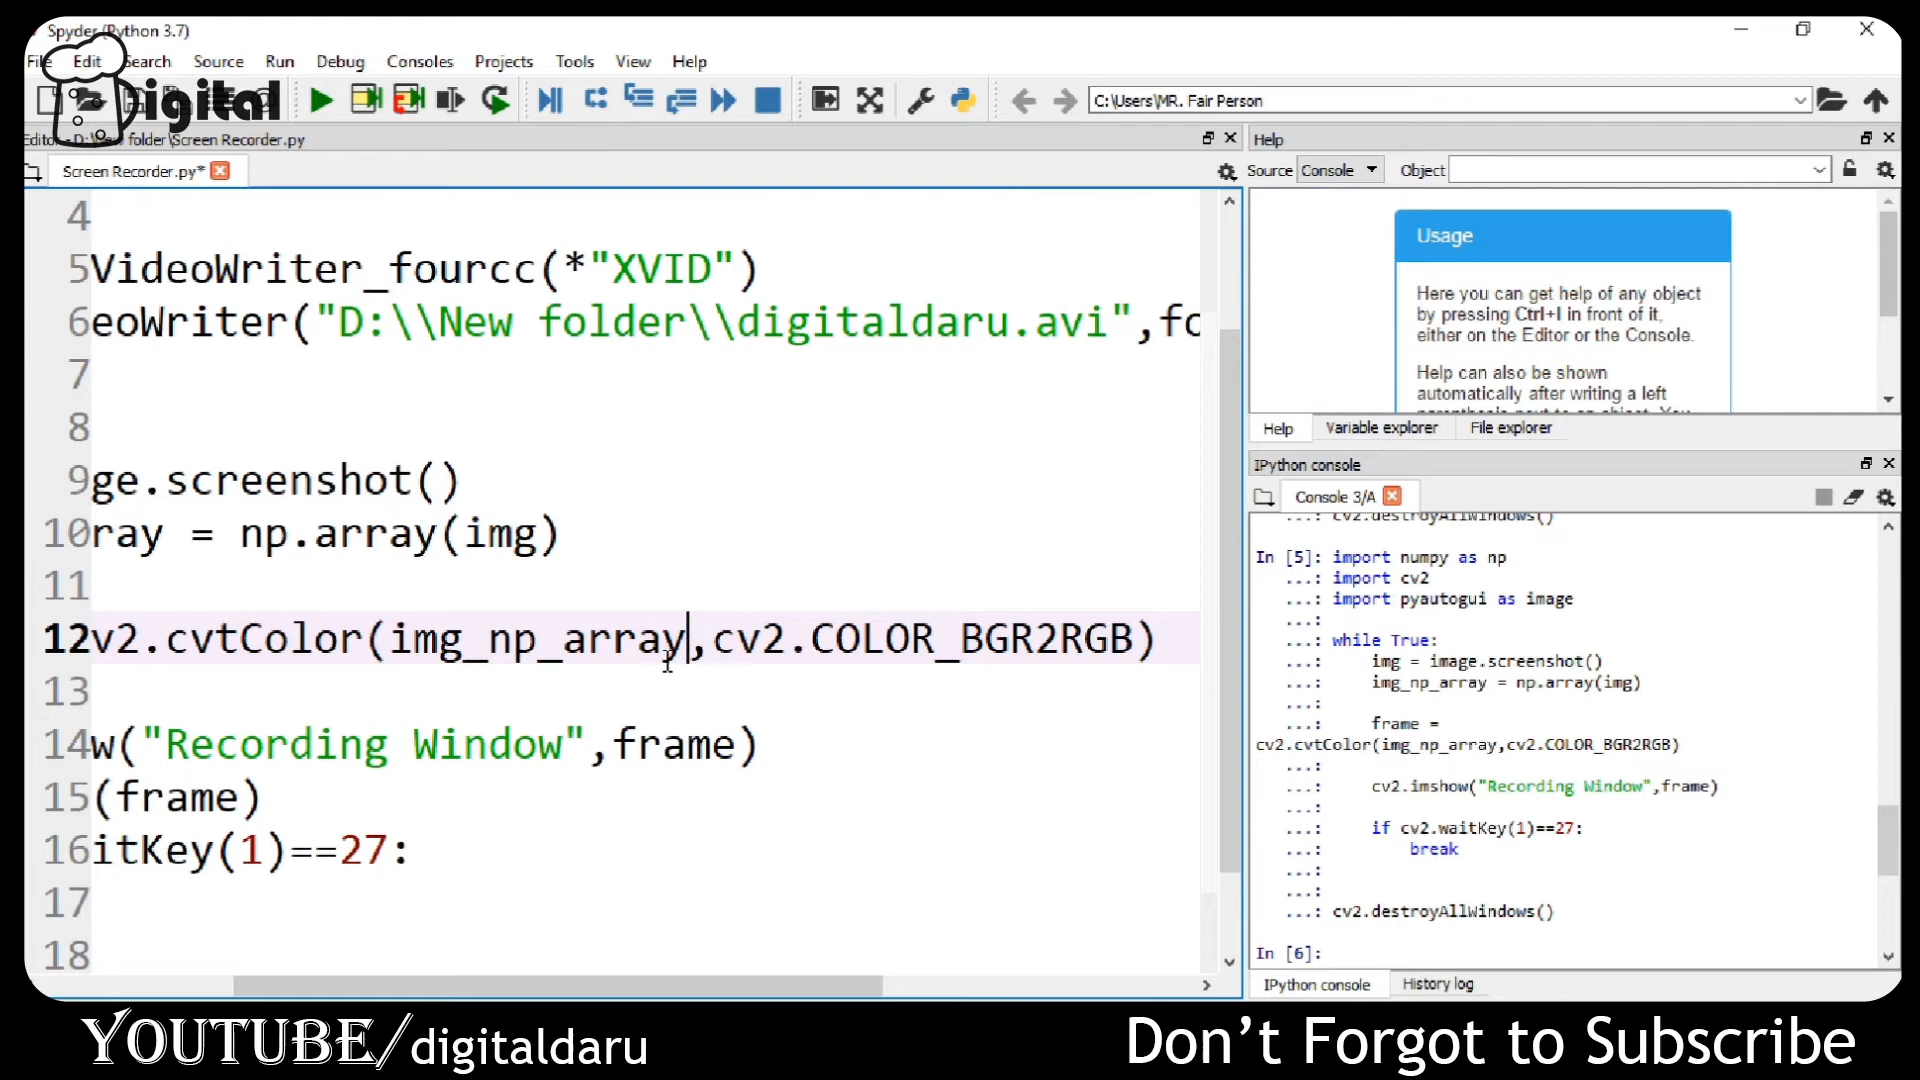 Spyder (Python 3.7)
File Edit Search Source Run Debug Consoles Projects Tools View Help
Digital
C:\Users\MR. Fair Person
Editor - D:\New folder\Screen Recorder.py
Help
Screen Recorder.py*
Source Console Object
4
5VideoWriter_fourcc(*"XVID")
6eoWriter("D:\\New folder\\digitaldaru.avi",fo
7
8
9ge.screenshot()
10ray = np.array(img)
11
12v2.cvtColor(img_np_array,cv2.COLOR_BGR2RGB)
13
14w("Recording Window",frame)
15(frame)
16itKey(1)==27:
17
18
Usage
Here you can get help of any object
by pressing Ctrl+I in front of it,
either on the Editor or the Console.
Help can also be shown
automatically after writing a left
Help Variable explorer File explorer
IPython console
Console 3/A
...: cv2.destroyAllWindows()
In [5]: import numpy as np
...: import cv2
...: import pyautogui as image
...:
...: while True:
...: img = image.screenshot()
...: img_np_array = np.array(img)
...:
...: frame =
cv2.cvtColor(img_np_array,cv2.COLOR_BGR2RGB)
...:
...: cv2.imshow("Recording Window",frame)
...:
...: if cv2.waitKey(1)==27:
...: break
...:
...:
...: cv2.destroyAllWindows()
In [6]:
IPython console History log
YOUTUBE/digitaldaru
Don't Forgot to Subscribe